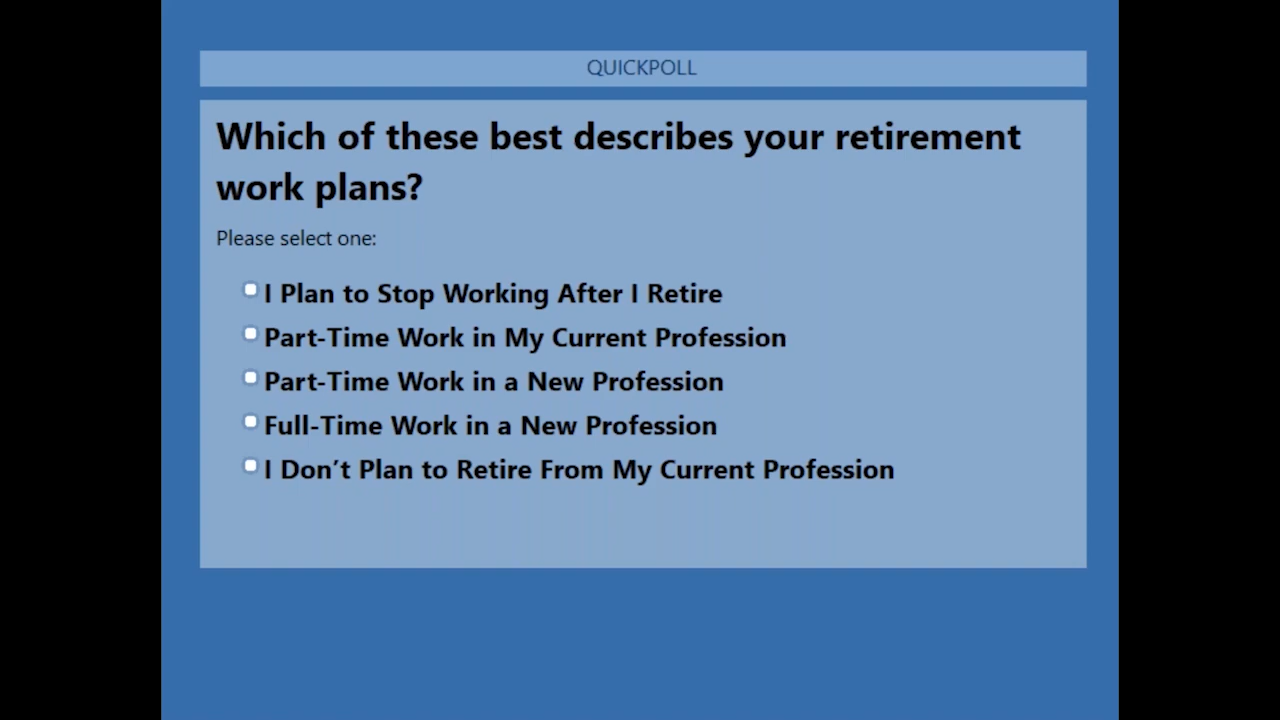 QUICKPOLL
Which of these best describes your retirement
work plans?
Please select one:
I Plan to Stop Working After I Retire
Part-Time Work in My Current Profession
Part-Time Work in a New Profession
Full-Time Work in a New Profession
I Don’t Plan to Retire From My Current Profession